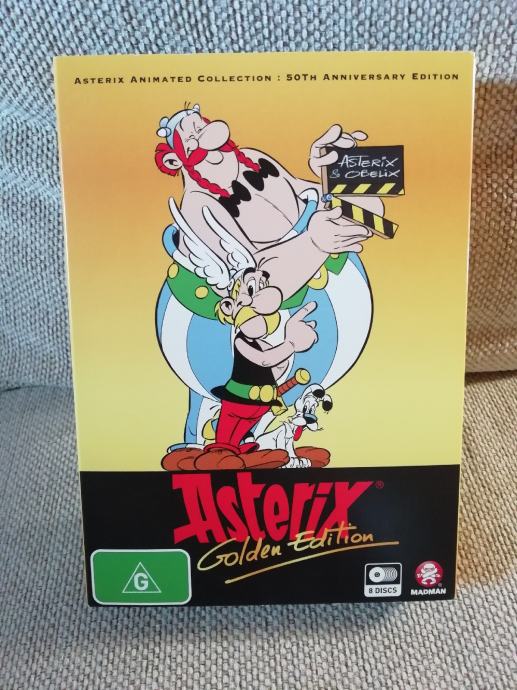 ASTERIX ANIMATED COLLECTION : 50TH ANNIVERSARY EDITION
ASTERIX
& OBELIX
Asterix®
Golden Edition
G
8 DISCS
MADMAN